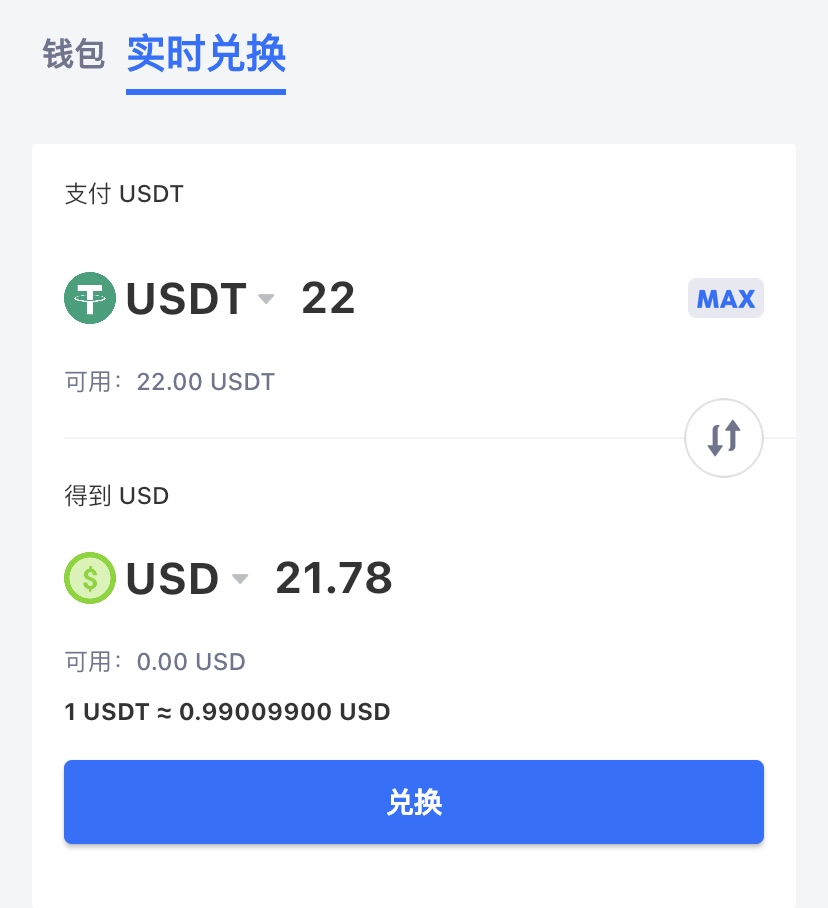 钱包 实时兑换
支付 USDT
USDT 22 MAX
可用：22.00 USDT
得到 USD
$ USD 21.78
可用：0.00 USD
1 USDT ≈ 0.99009900 USD
兑换